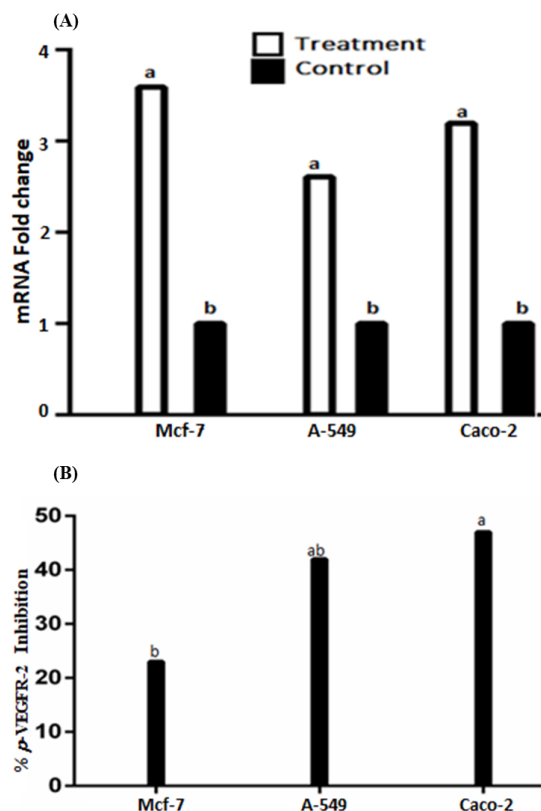 (A)
Treatment
Control
mRNA Fold change
4
3
2
1
0
a
b
a
b
a
b
Mcf-7 A-549 Caco-2
(B)
% p-VEGFR-2 Inhibition
50
40
30
20
10
0
b
ab
a
Mcf-7 A-549 Caco-2